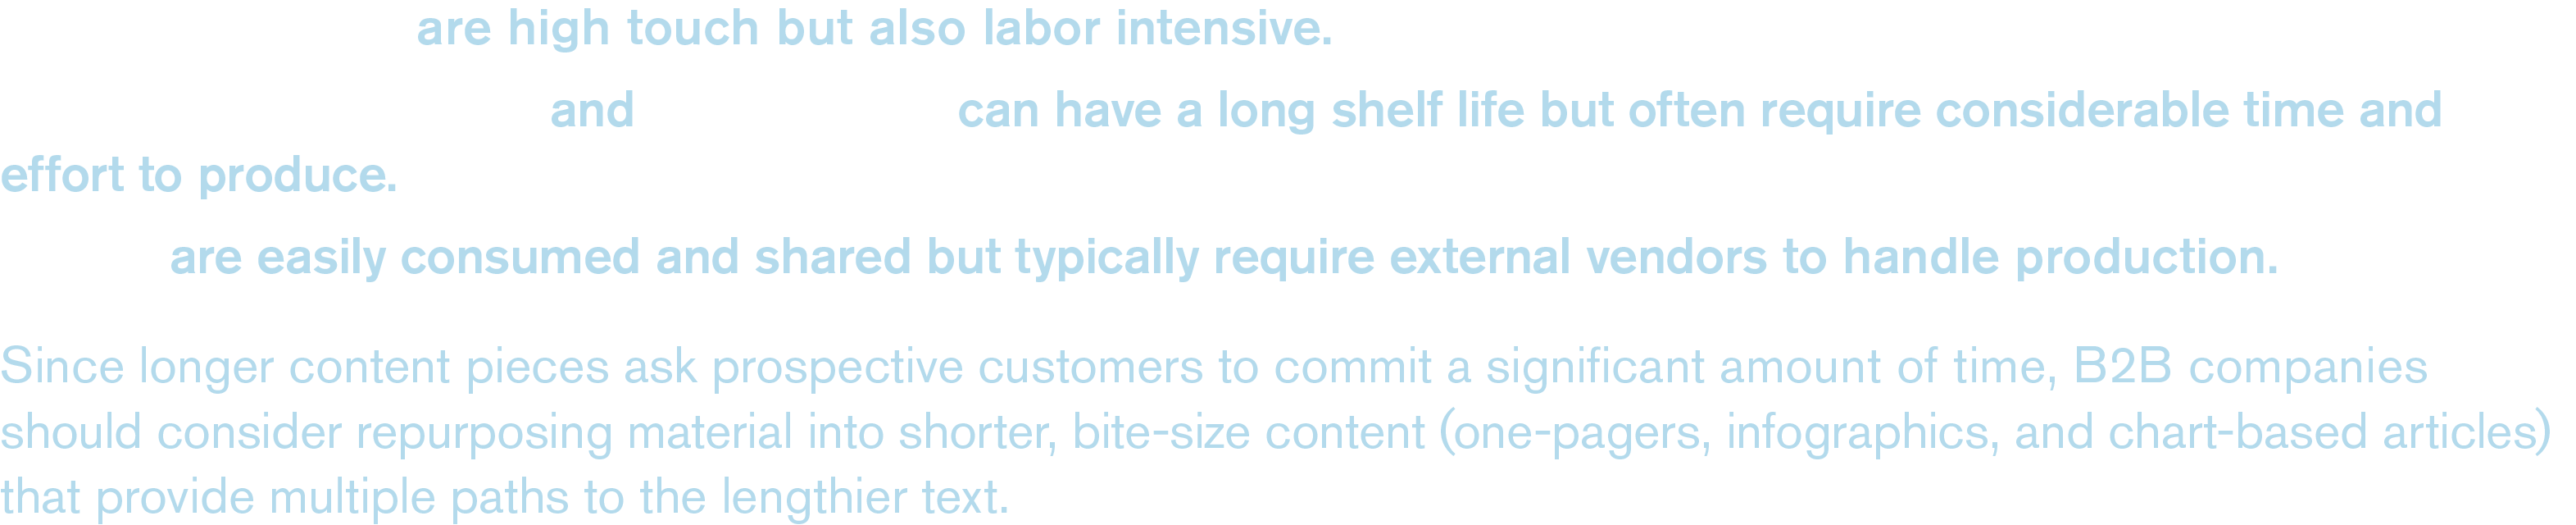 are high touch but also labor intensive.
and can have a long shelf life but often require considerable time and
effort to produce.
are easily consumed and shared but typically require external vendors to handle production.
Since longer content pieces ask prospective customers to commit a significant amount of time, B2B companies
should consider repurposing material into shorter, bite-size content (one-pagers, infographics, and chart-based articles)
that provide multiple paths to the lengthier text.